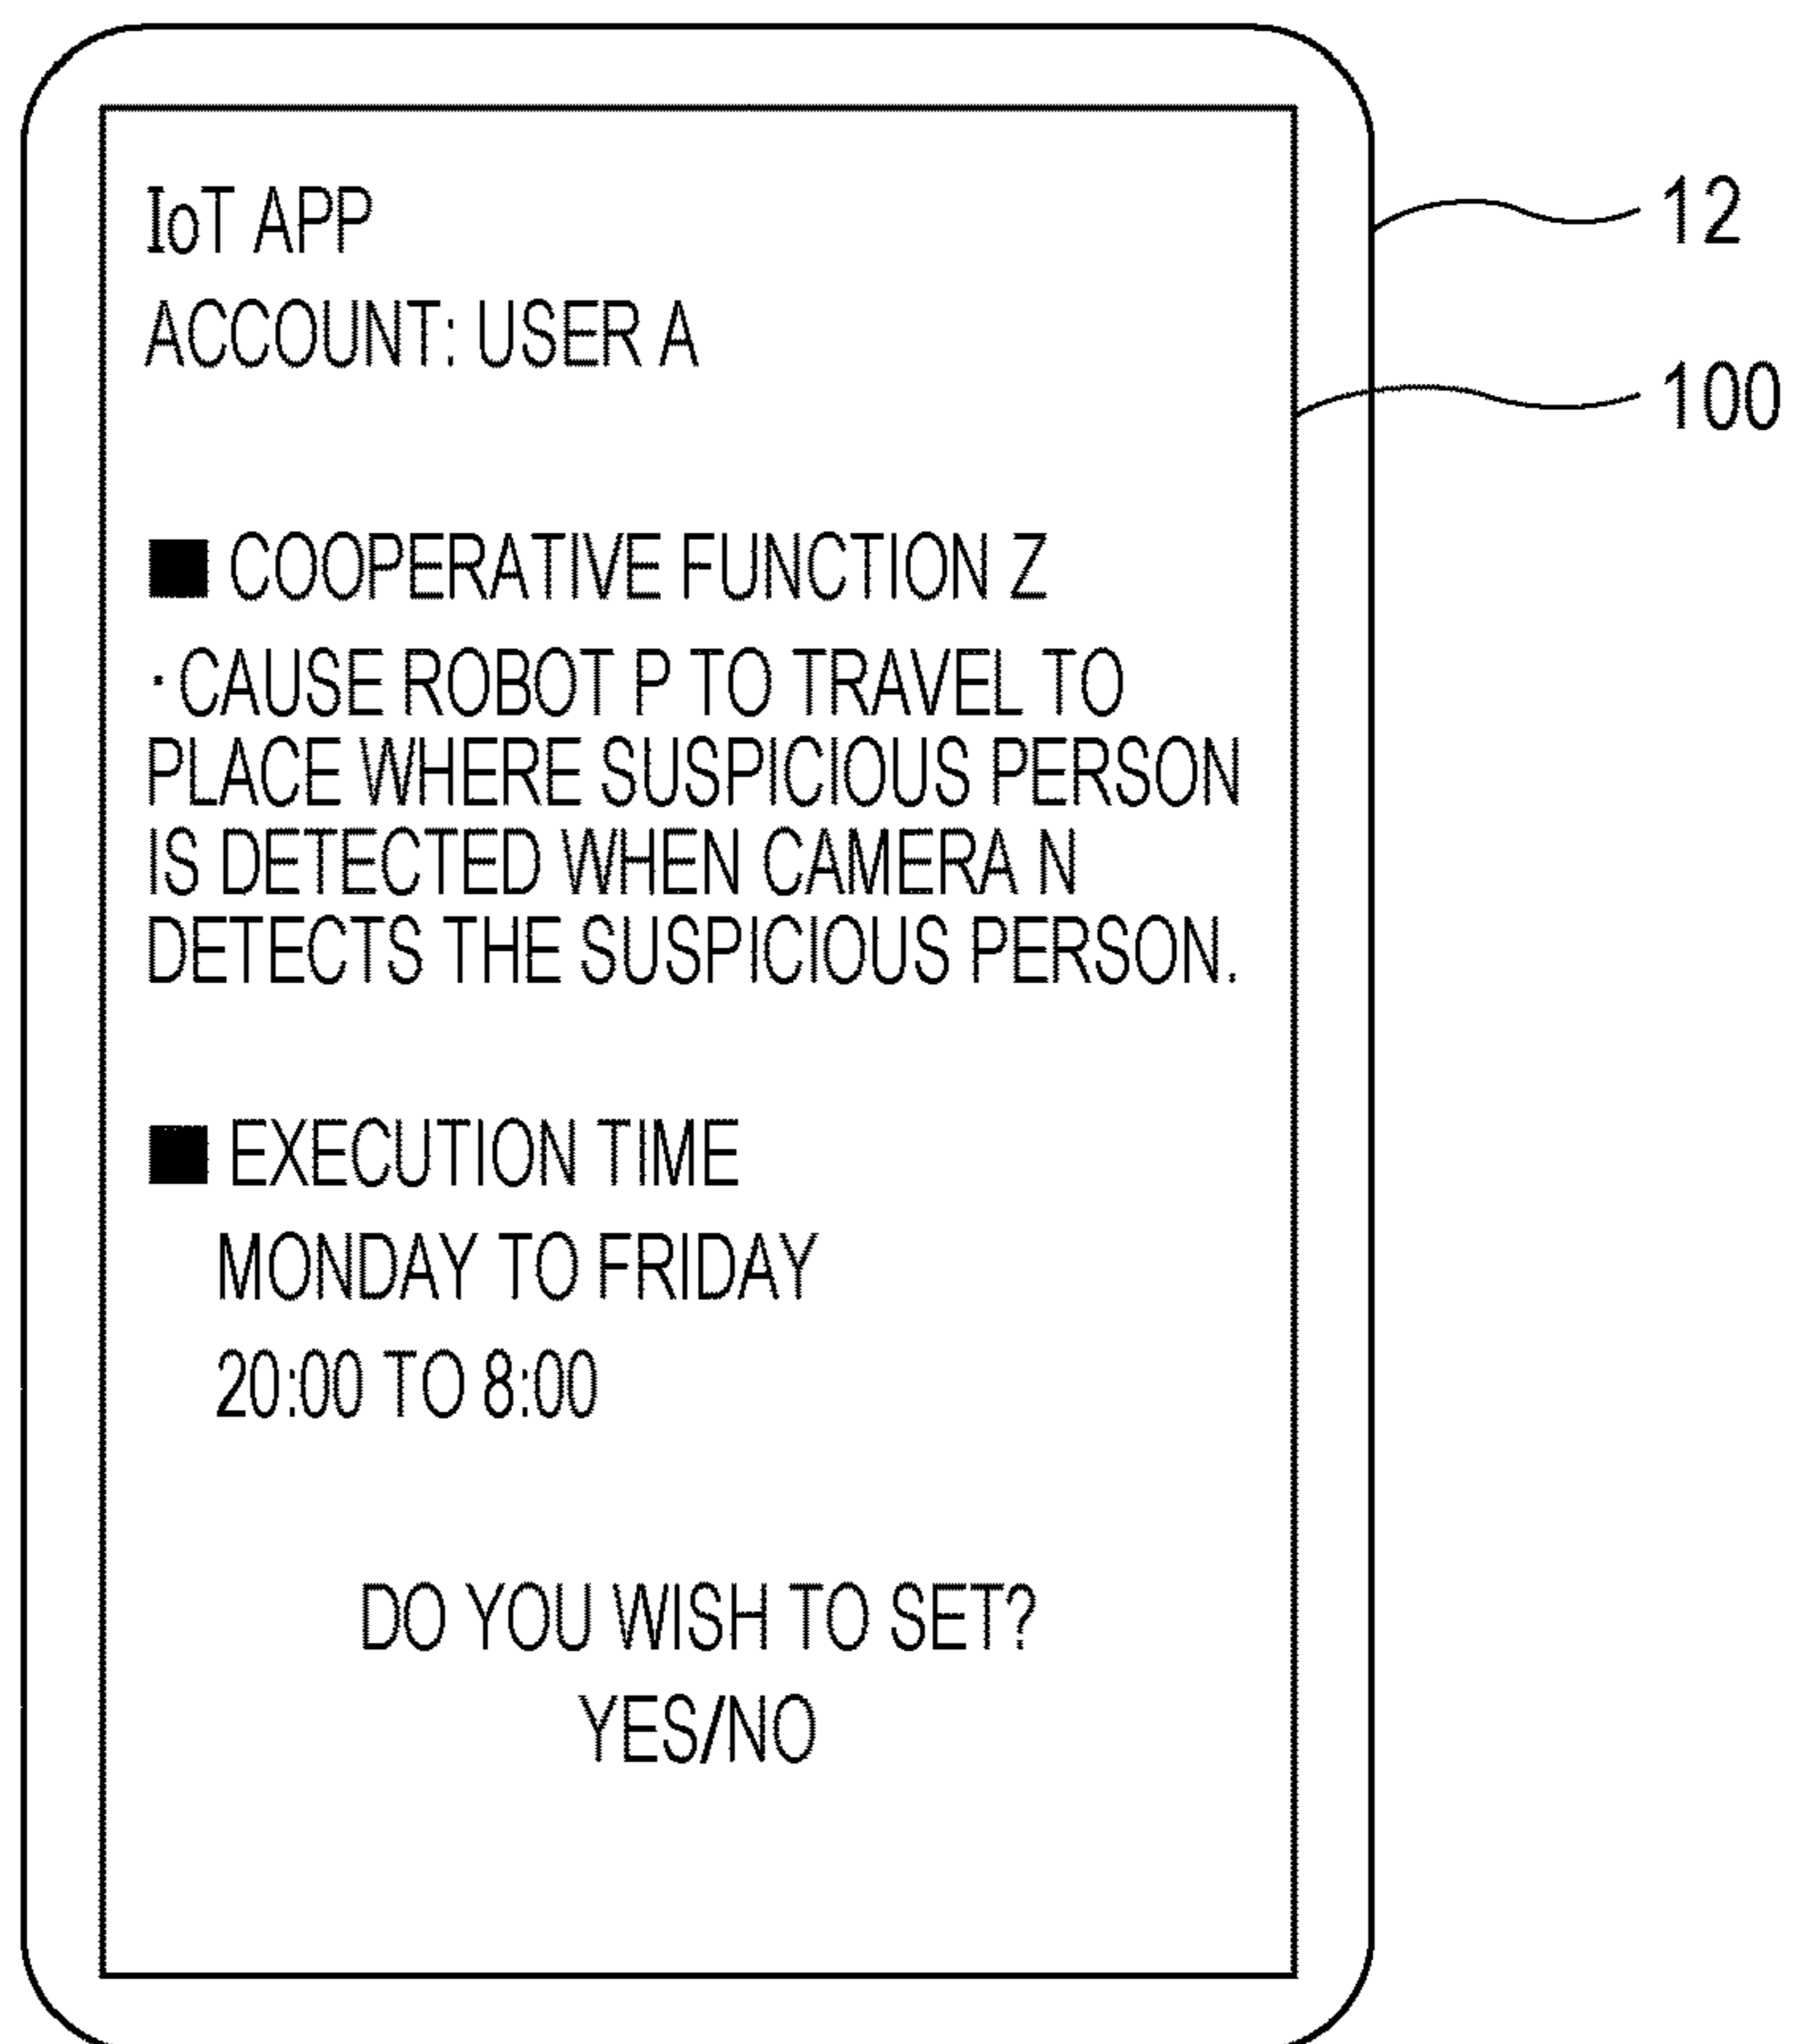 IoT APP
ACCOUNT: USER A
12
100
■ COOPERATIVE FUNCTION Z
· CAUSE ROBOT P TO TRAVEL TO
PLACE WHERE SUSPICIOUS PERSON
IS DETECTED WHEN CAMERA N
DETECTS THE SUSPICIOUS PERSON.
■ EXECUTION TIME
MONDAY TO FRIDAY
20:00 TO 8:00
DO YOU WISH TO SET?
YES/NO